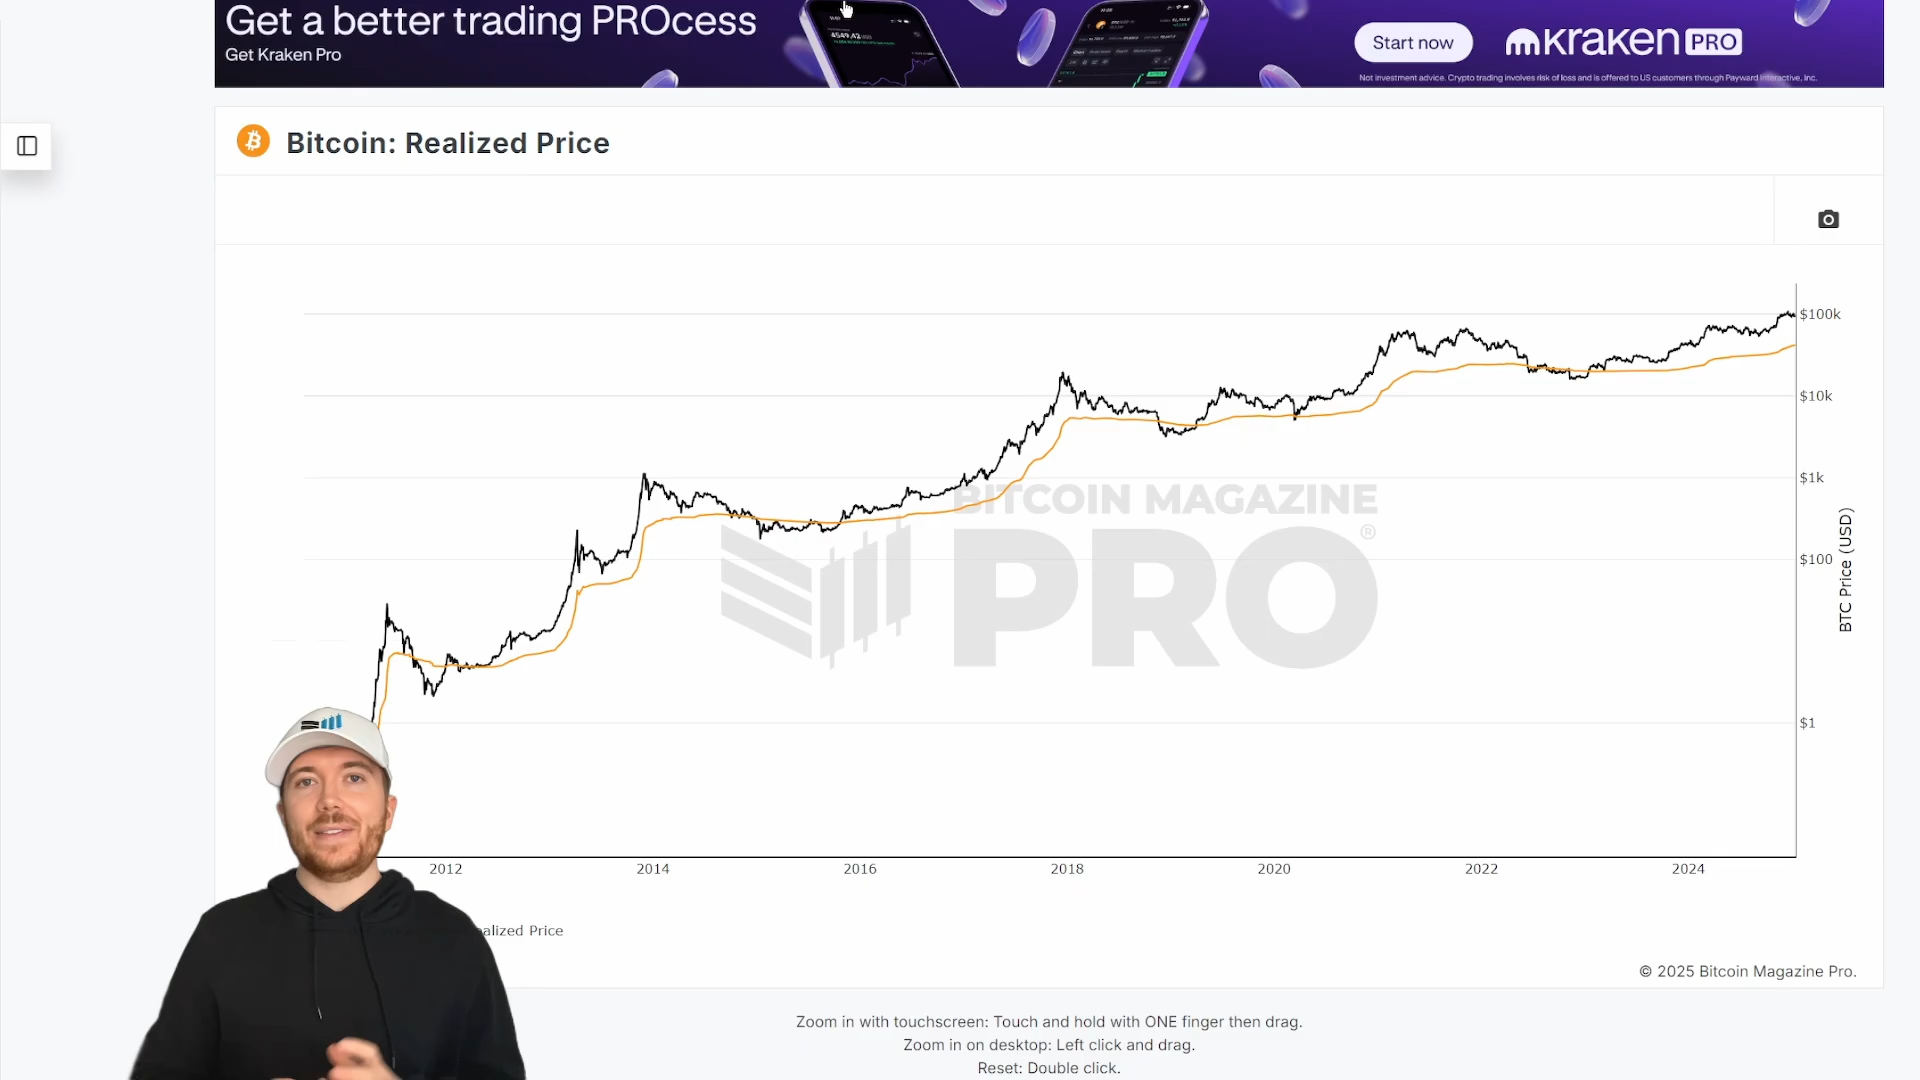 Get a better trading PROcess
Get Kraken Pro
Start now
kraken PRO
Not investment advice. Crypto trading involves risk of loss and is offered to US customers through Payward Interactive, Inc.
Bitcoin: Realized Price
$100k
$10k
$1k
$100
$1
BTC Price (USD)
BITCOIN MAGAZINE
PRO®
2012
2014
2016
2018
2020
2022
2024
ealized Price
© 2025 Bitcoin Magazine Pro.
Zoom in with touchscreen: Touch and hold with ONE finger then drag.
Zoom in on desktop: Left click and drag.
Reset: Double click.